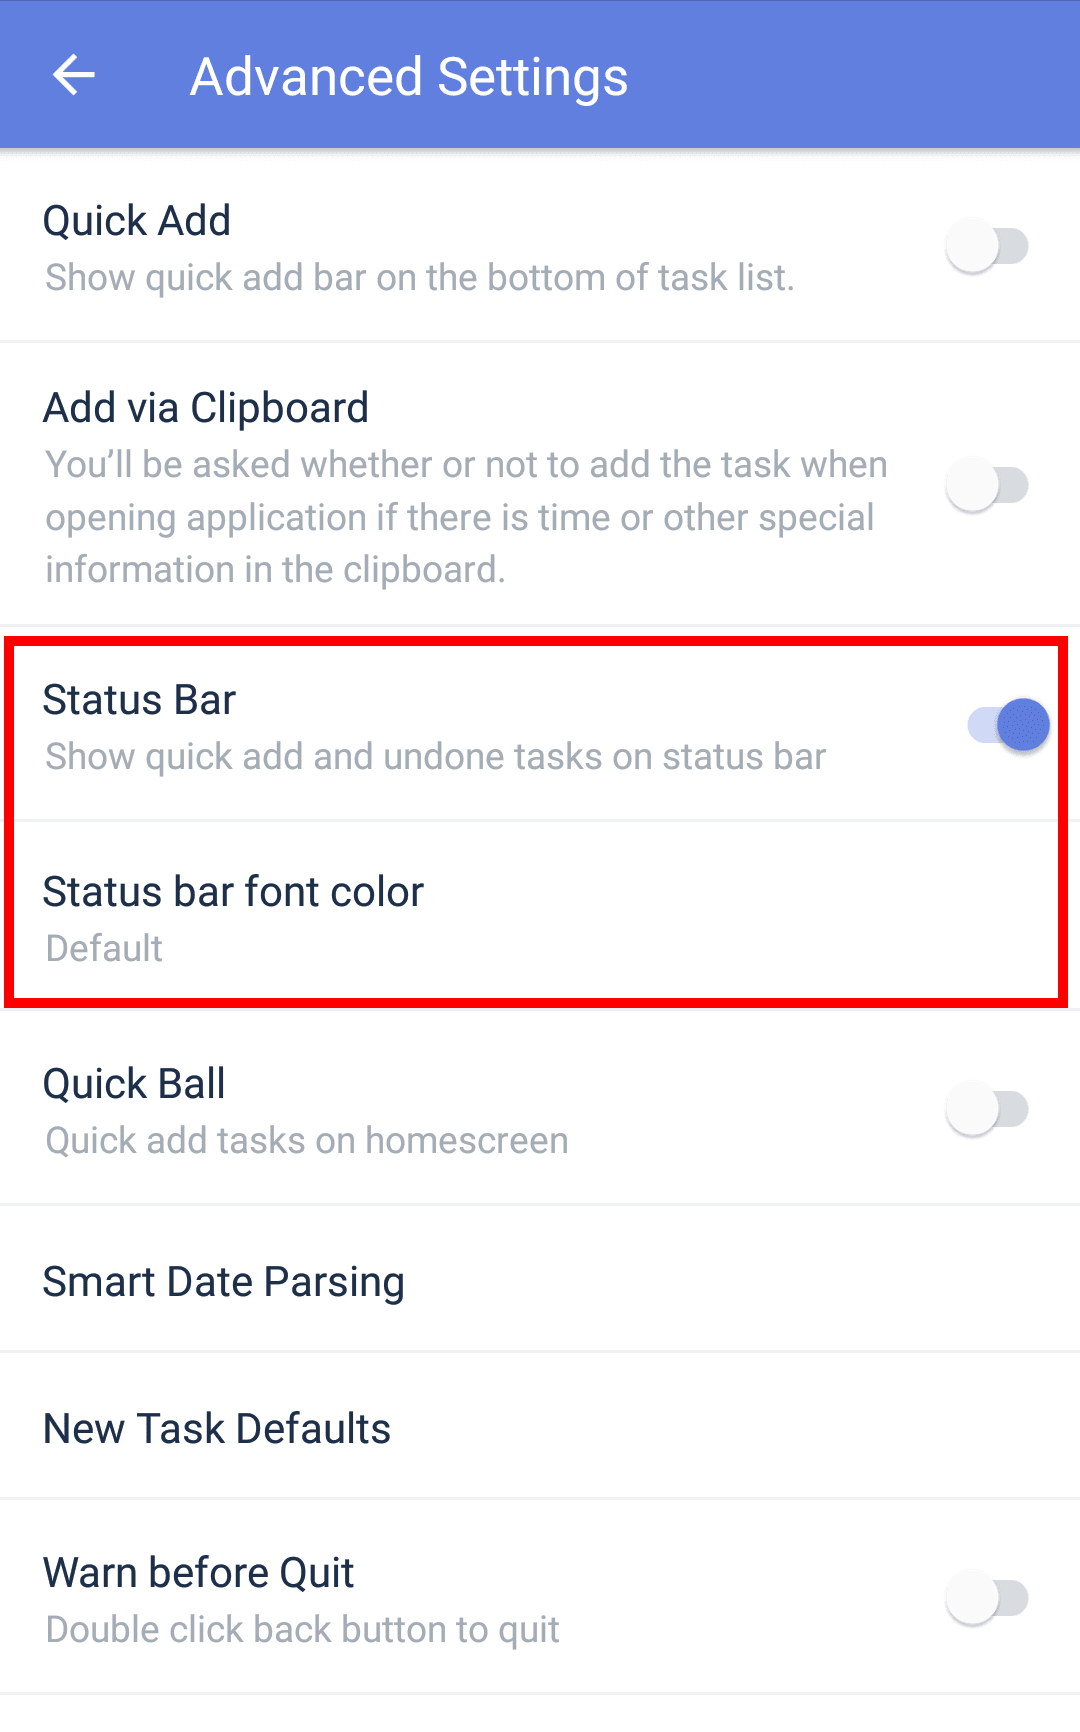 Advanced Settings
Quick Add
Show quick add bar on the bottom of task list.
Add via Clipboard
You’ll be asked whether or not to add the task when
opening application if there is time or other special
information in the clipboard.
Status Bar
Show quick add and undone tasks on status bar
Status bar font color
Default
Quick Ball
Quick add tasks on homescreen
Smart Date Parsing
New Task Defaults
Warn before Quit
Double click back button to quit